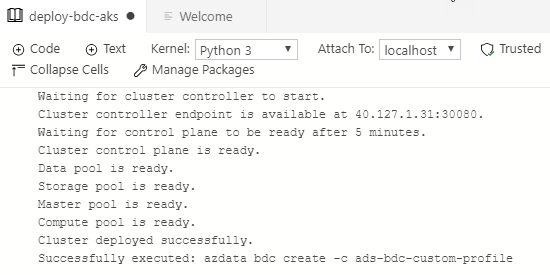 deploy-bdc-aks ● Welcome
Code Text Kernel: Python 3 Attach To: localhost Trusted
Collapse Cells Manage Packages
Waiting for cluster controller to start.
Cluster controller endpoint is available at 40.127.1.31:30080.
Waiting for control plane to be ready after 5 minutes.
Cluster control plane is ready.
Data pool is ready.
Storage pool is ready.
Master pool is ready.
Compute pool is ready.
Cluster deployed successfully.
Successfully executed: azdata bdc create -c ads-bdc-custom-profile